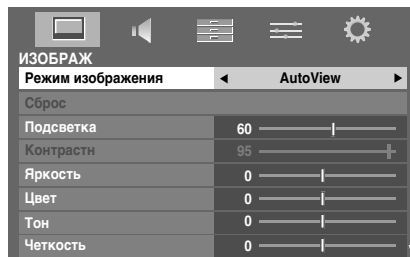 ИЗОБРАЖ
Режим изображения ◄ AutoView ►
Сброс
Подсветка 60
Контрастн 95
Яркость 0
Цвет 0
Тон 0
Четкость 0